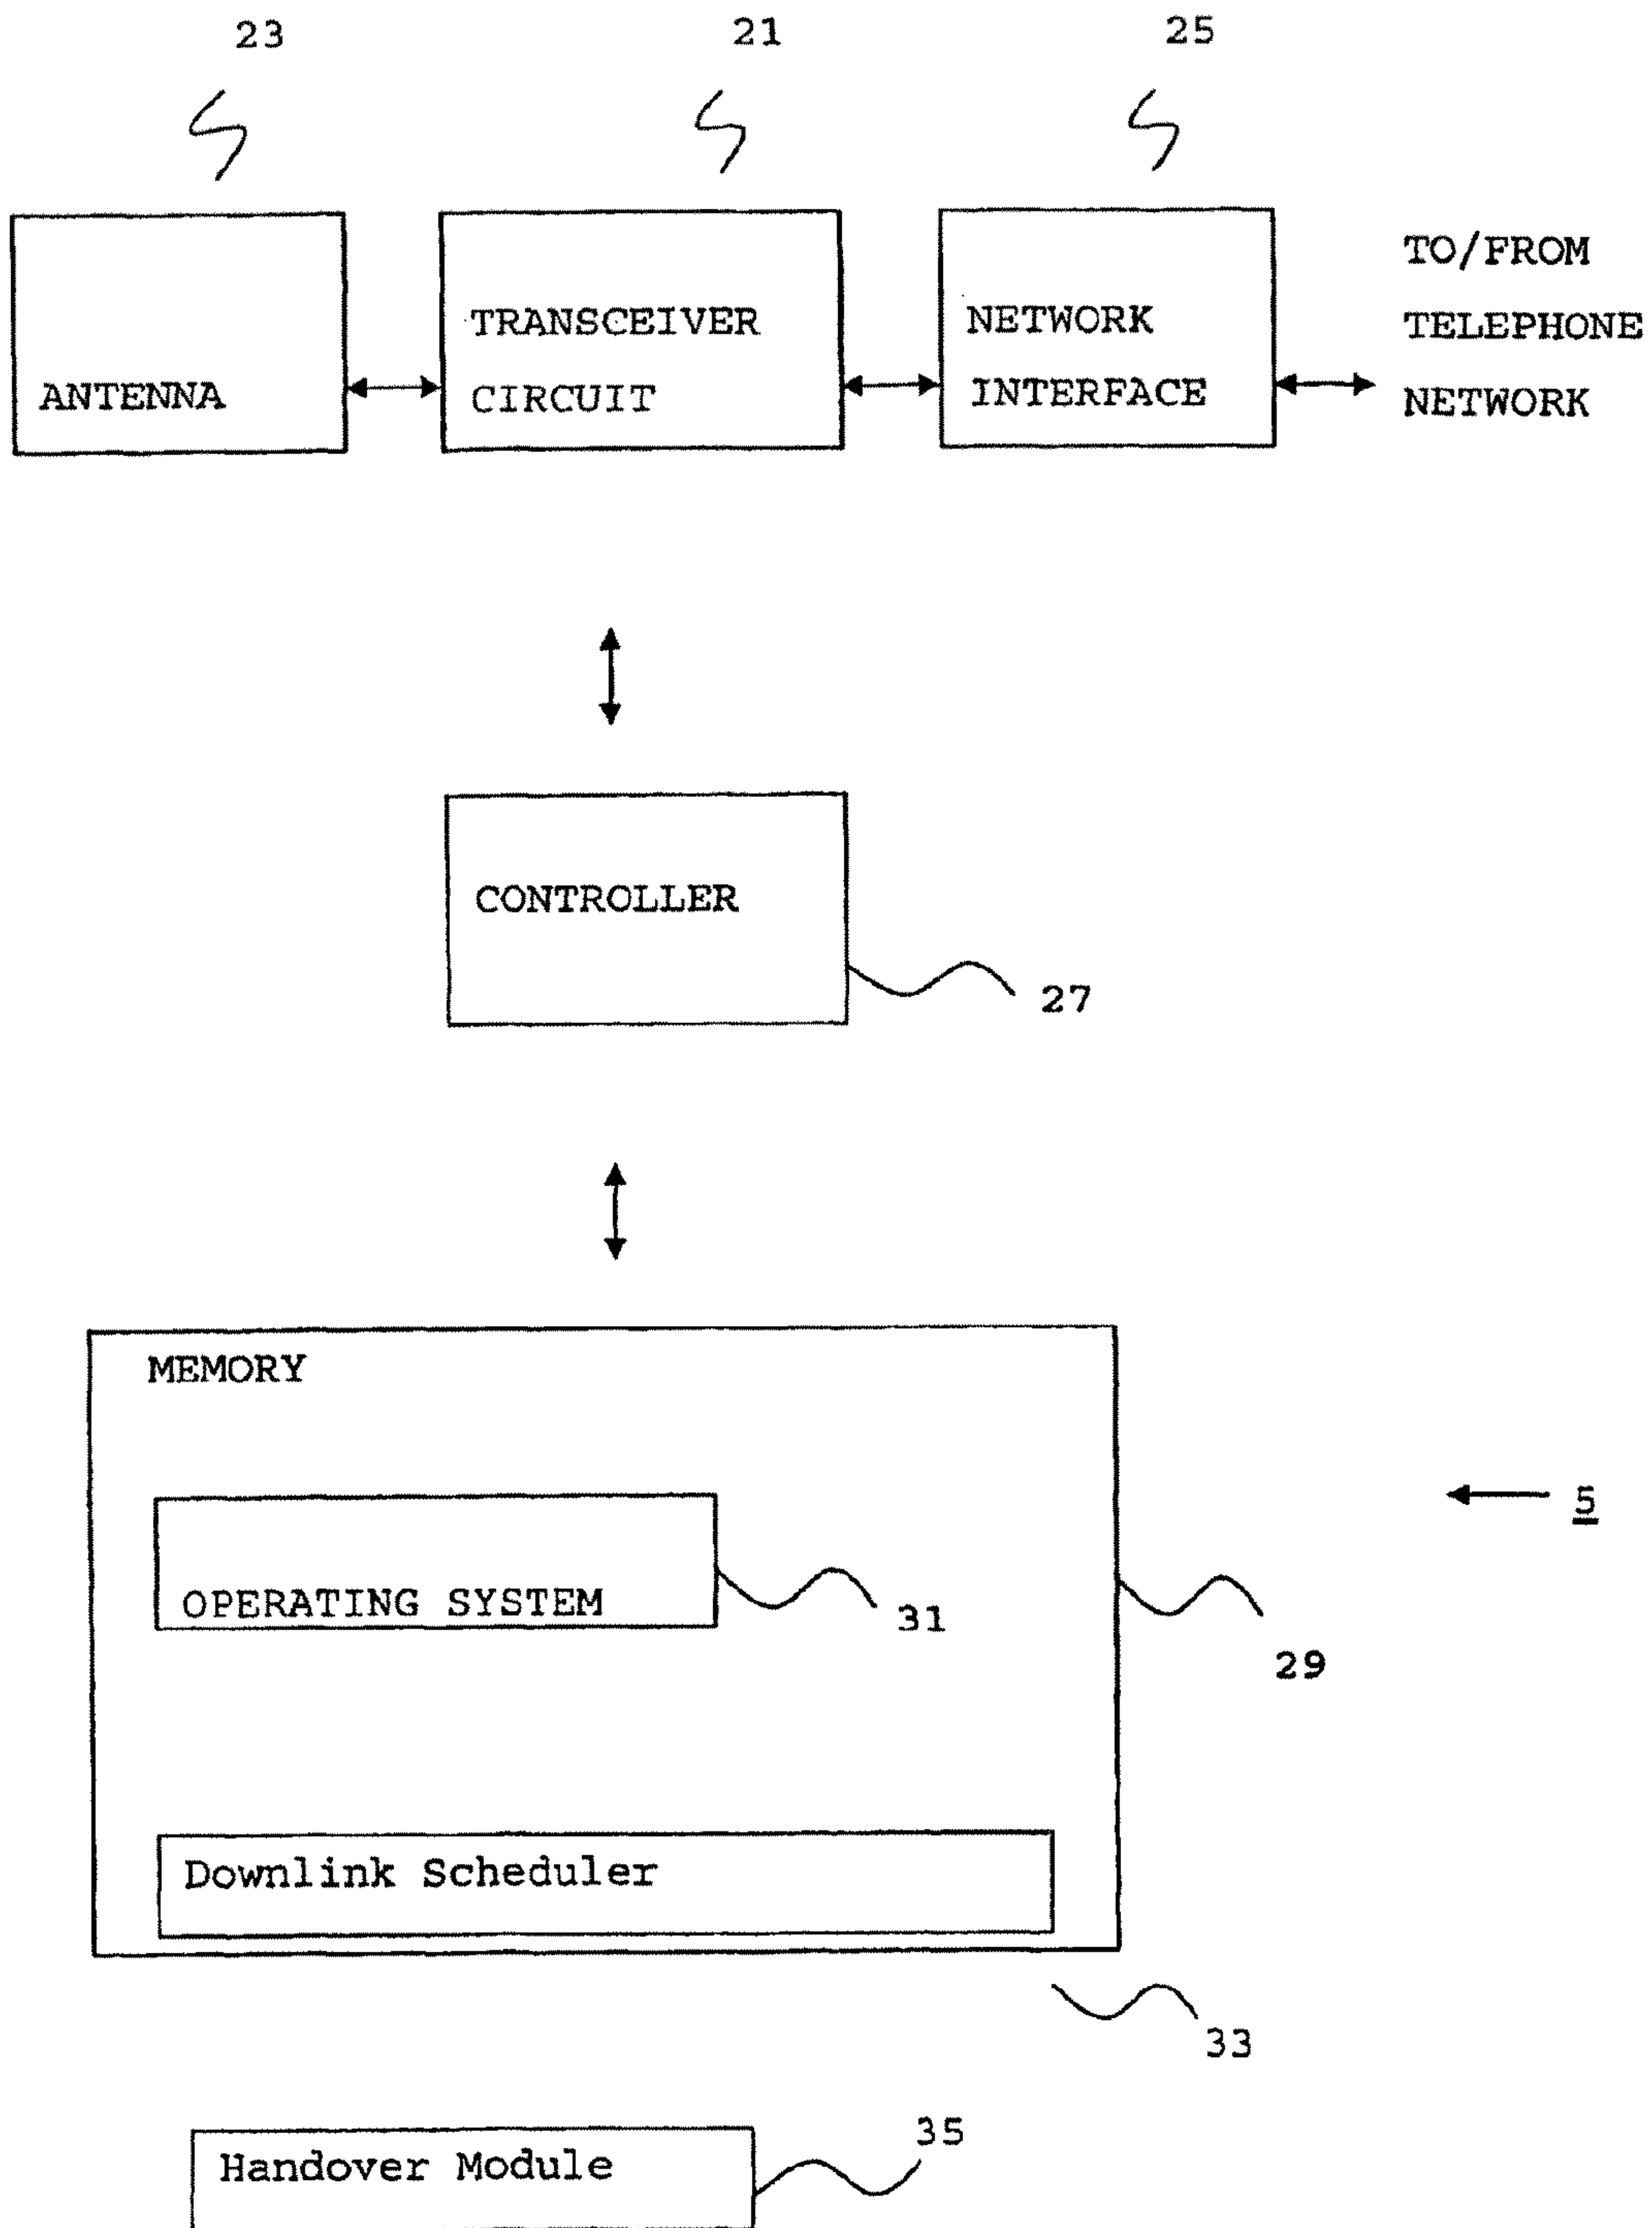 23
21
25
ANTENNA
TRANSCEIVER
CIRCUIT
NETWORK
INTERFACE
TO/FROM
TELEPHONE
NETWORK
CONTROLLER
27
MEMORY
5
OPERATING SYSTEM
31
29
Downlink Scheduler
33
35
Handover Module